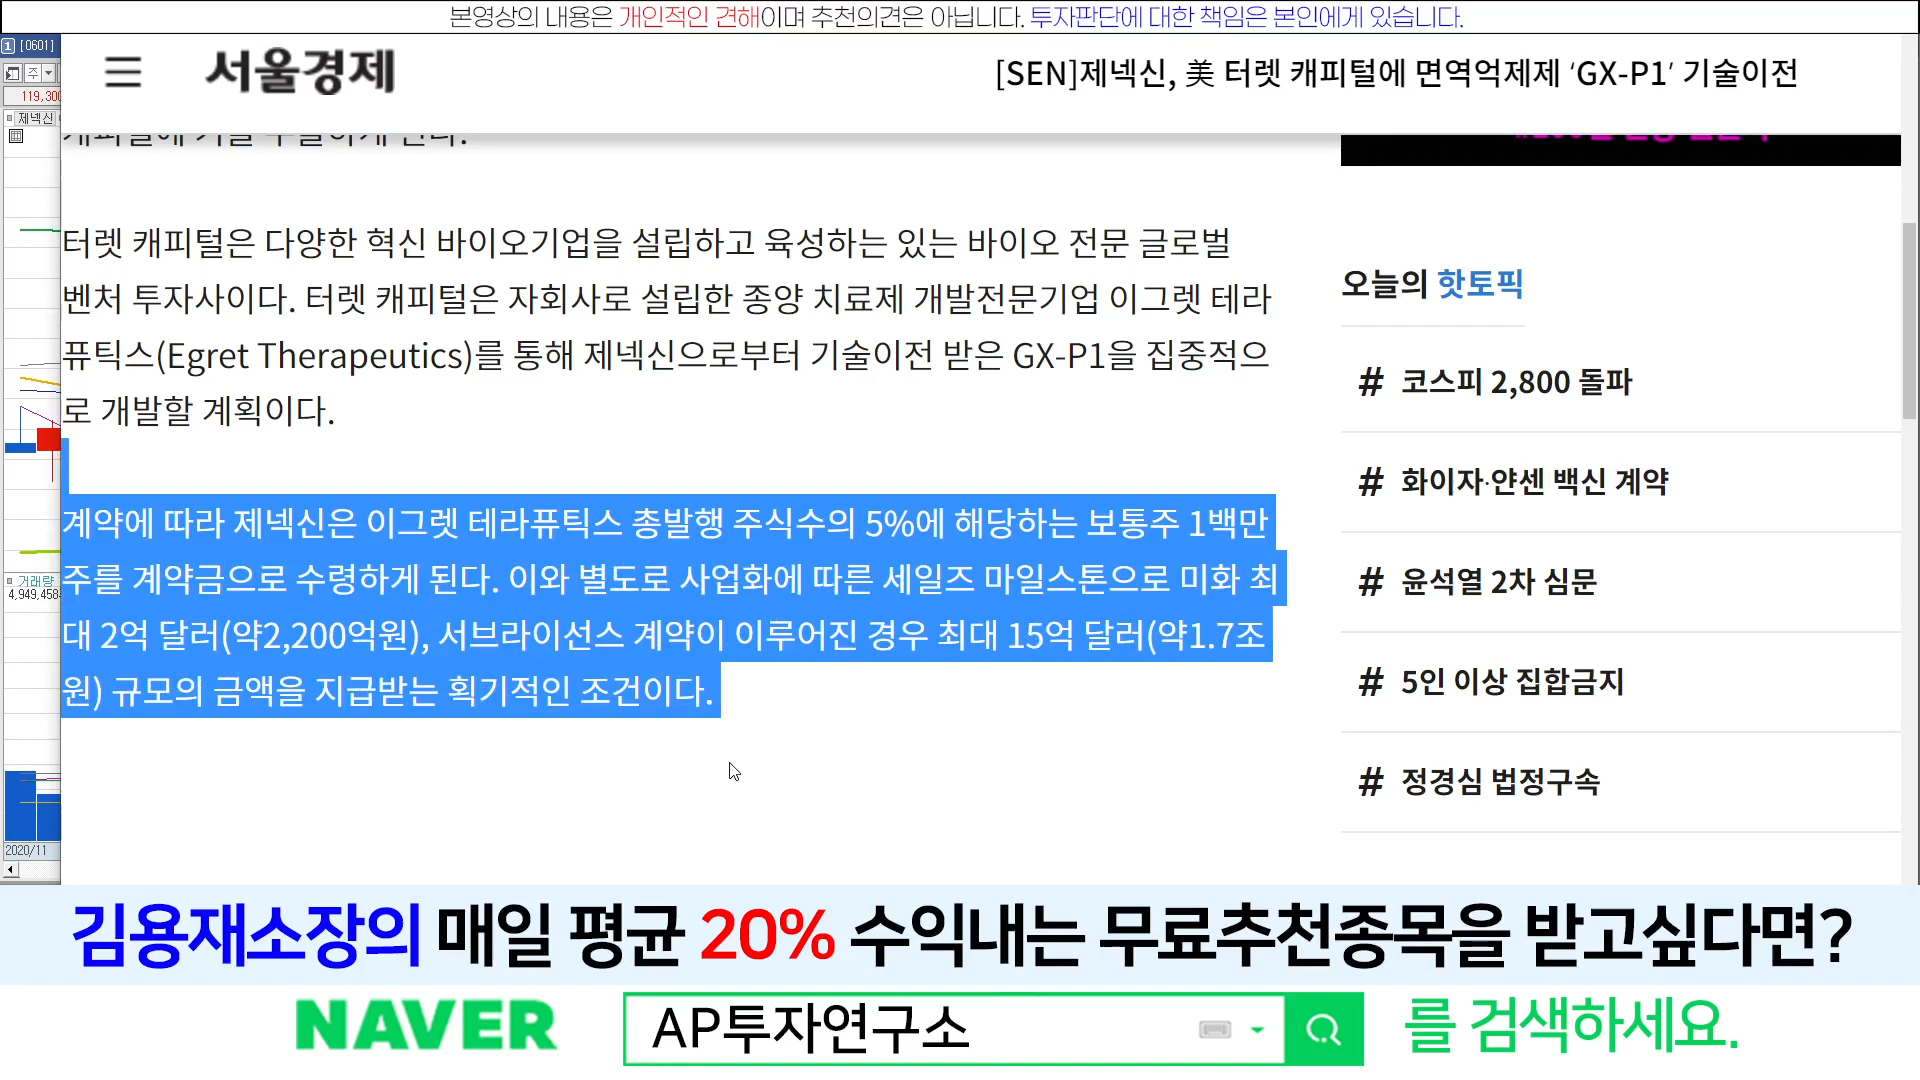 본영상의 내용은 개인적인 견해이며 추천의견은 아닙니다. 투자판단에 대한 책임은 본인에게 있습니다.
1 [0601]
주
119,300
제넥신
서울경제
[SEN]제넥신, 美 터렛 캐피털에 면역억제제 ‘GX-P1’ 기술이전
터렛 캐피털은 다양한 혁신 바이오기업을 설립하고 육성하는 있는 바이오 전문 글로벌
벤처 투자사이다. 터렛 캐피털은 자회사로 설립한 종양 치료제 개발전문기업 이그렛 테라
퓨틱스(Egret Therapeutics)를 통해 제넥신으로부터 기술이전 받은 GX-P1을 집중적으
로 개발할 계획이다.
계약에 따라 제넥신은 이그렛 테라퓨틱스 총발행 주식수의 5%에 해당하는 보통주 1백만
주를 계약금으로 수령하게 된다. 이와 별도로 사업화에 따른 세일즈 마일스톤으로 미화 최
대 2억 달러(약2,200억원), 서브라이선스 계약이 이루어진 경우 최대 15억 달러(약1.7조
원) 규모의 금액을 지급받는 획기적인 조건이다.
오늘의 핫토픽
# 코스피 2,800 돌파
# 화이자·얀센 백신 계약
# 윤석열 2차 심문
# 5인 이상 집합금지
# 정경심 법정구속
거래량
4,949,458
2020/11
김용재소장의 매일 평균 20% 수익내는 무료추천종목을 받고싶다면?
NAVER AP투자연구소 를 검색하세요.